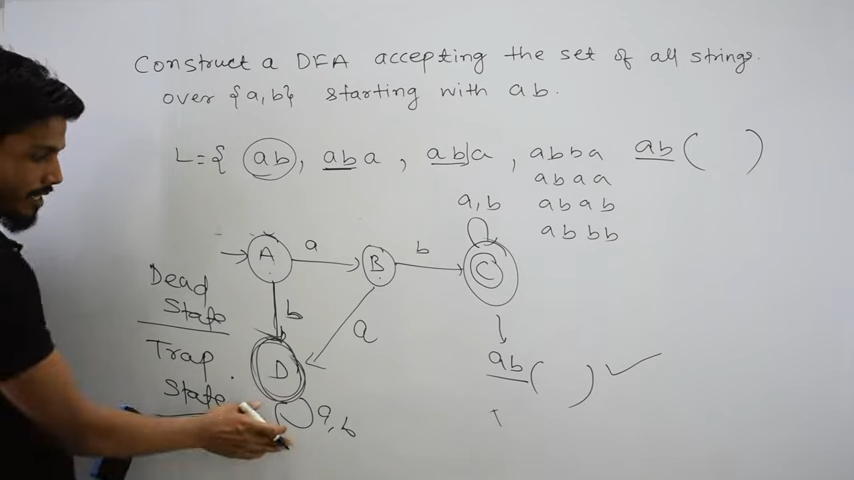 Construct a DFA accepting the set of all strings.
over {a,b} starting with ab.
L={ ab, aba, ab|a, abba ab( )
abaa
a,b abab
abbb
A a B b C
Dead
State b a
Trap D
State
a,b
ab( )